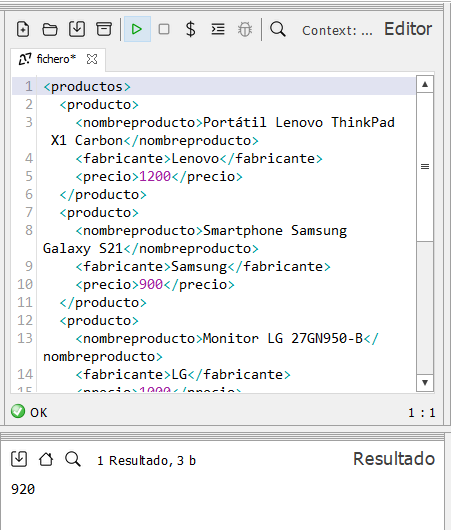 $ Context: ... Editor
fichero*
1 <productos>
2 <producto>
3 <nombreproducto>Portátil Lenovo ThinkPad
X1 Carbon</nombreproducto>
4 <fabricante>Lenovo</fabricante>
5 <precio>1200</precio>
6 </producto>
7 <producto>
8 <nombreproducto>Smartphone Samsung
Galaxy S21</nombreproducto>
9 <fabricante>Samsung</fabricante>
10 <precio>900</precio>
11 </producto>
12 <producto>
13 <nombreproducto>Monitor LG 27GN950-B</
nombreproducto>
14 <fabricante>LG</fabricante>
15 <precio>1000</precio>
OK 1 : 1
1 Resultado, 3 b Resultado
920